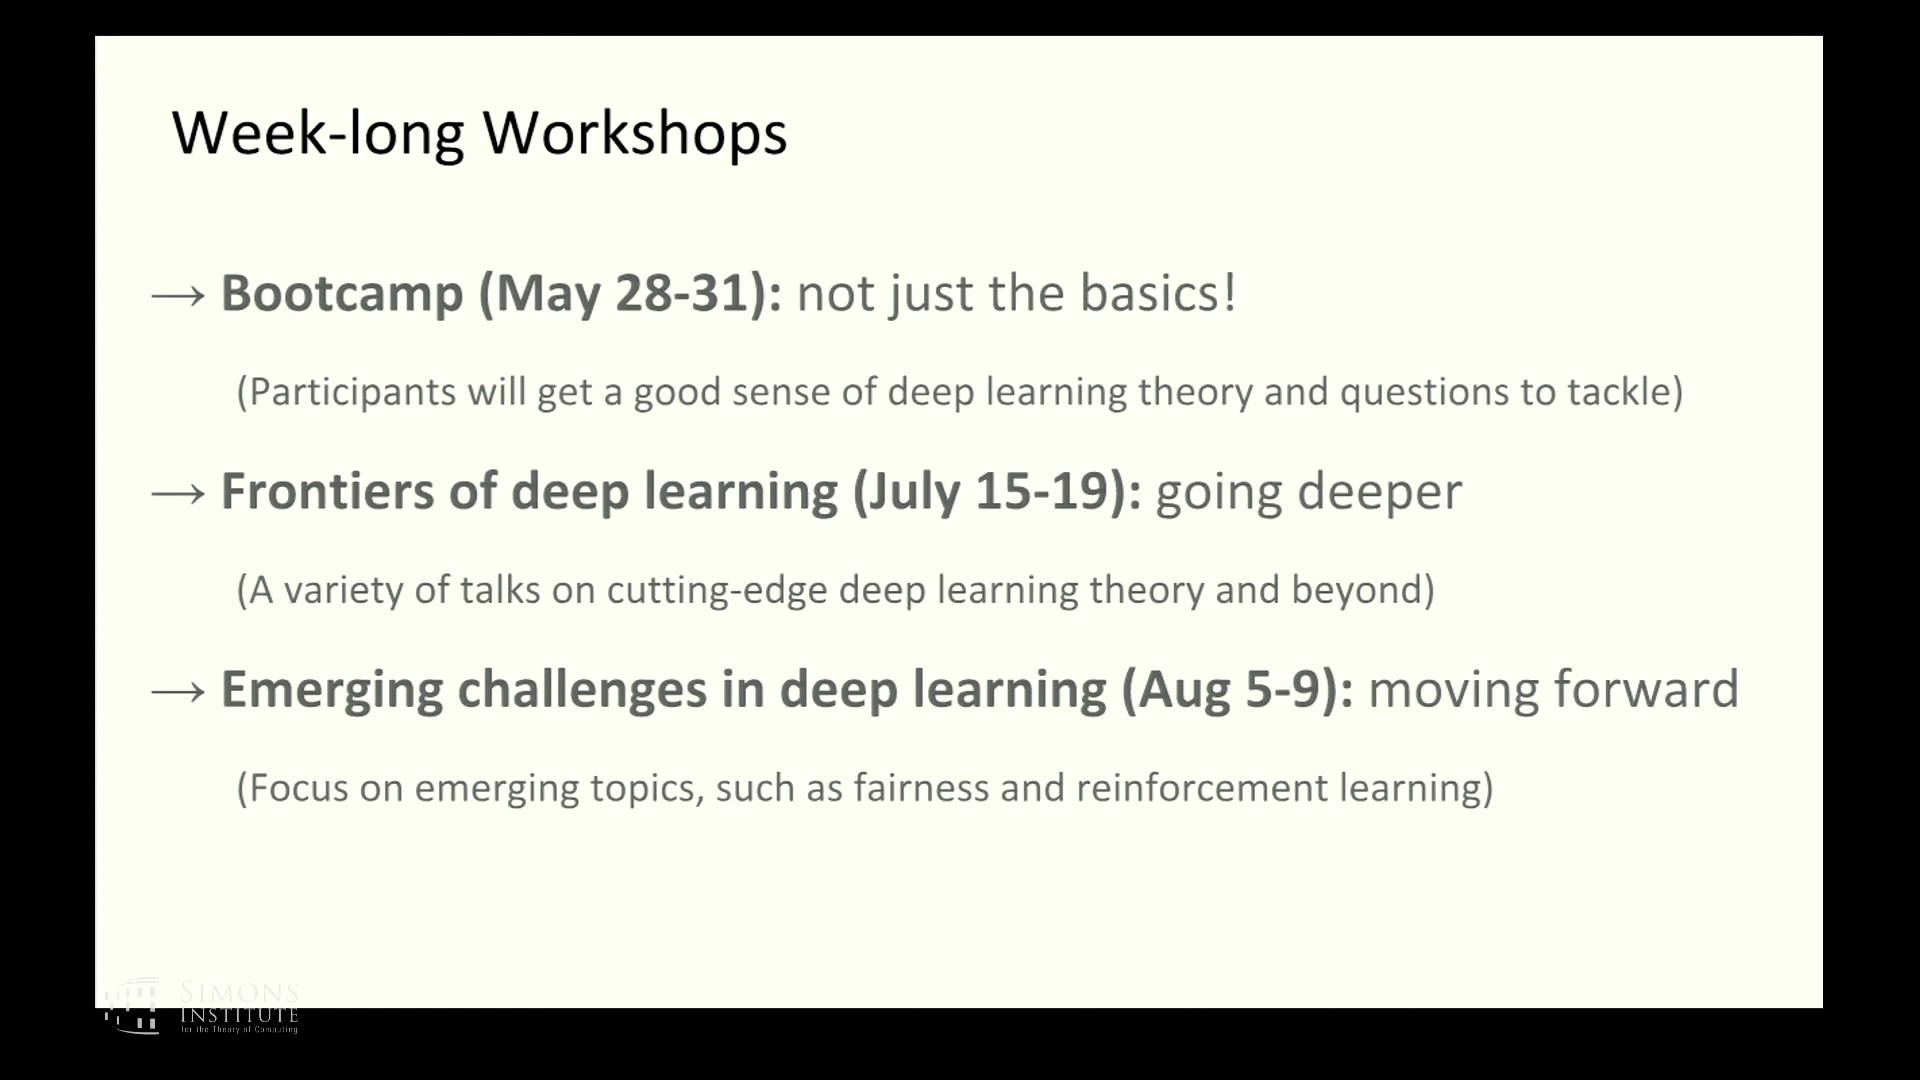 Week-long Workshops
→ Bootcamp (May 28-31): not just the basics!
(Participants will get a good sense of deep learning theory and questions to tackle)
→ Frontiers of deep learning (July 15-19): going deeper
(A variety of talks on cutting-edge deep learning theory and beyond)
→ Emerging challenges in deep learning (Aug 5-9): moving forward
(Focus on emerging topics, such as fairness and reinforcement learning)
SIMONS
INSTITUTE
for the Theory of Computing